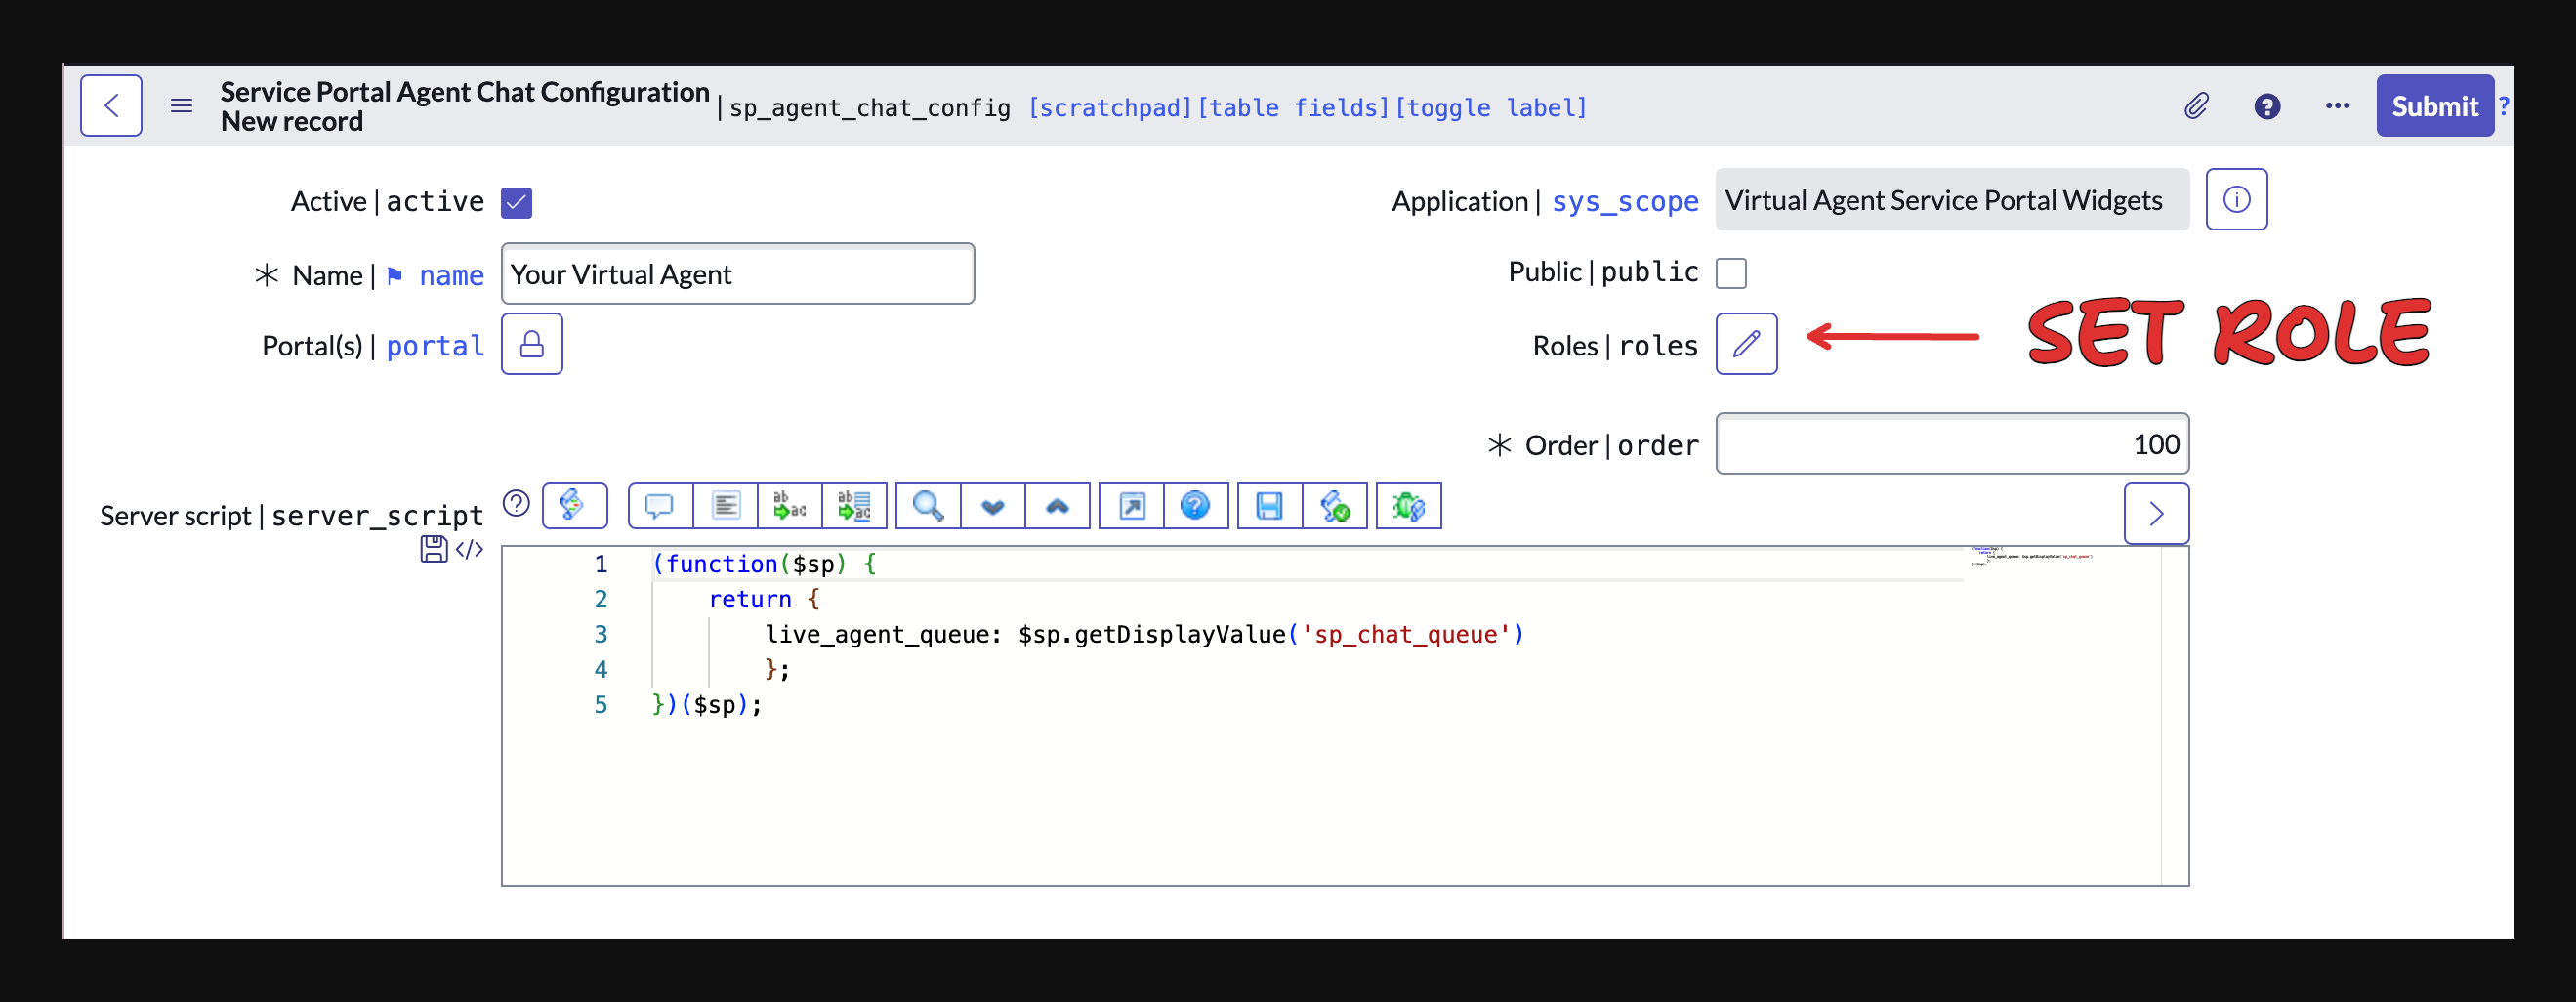 Service Portal Agent Chat Configuration
New record
| sp_agent_chat_config [scratchpad][table fields][toggle label]
? ••• Submit ?
Active | active
Application | sys_scope Virtual Agent Service Portal Widgets
* Name | name Your Virtual Agent
Public | public
Portal(s) | portal
Roles | roles
SET ROLE
* Order | order 100
Server script | server_script
1 (function($sp) {
2 return {
3 live_agent_queue: $sp.getDisplayValue('sp_chat_queue')
4 };
5 })($sp);